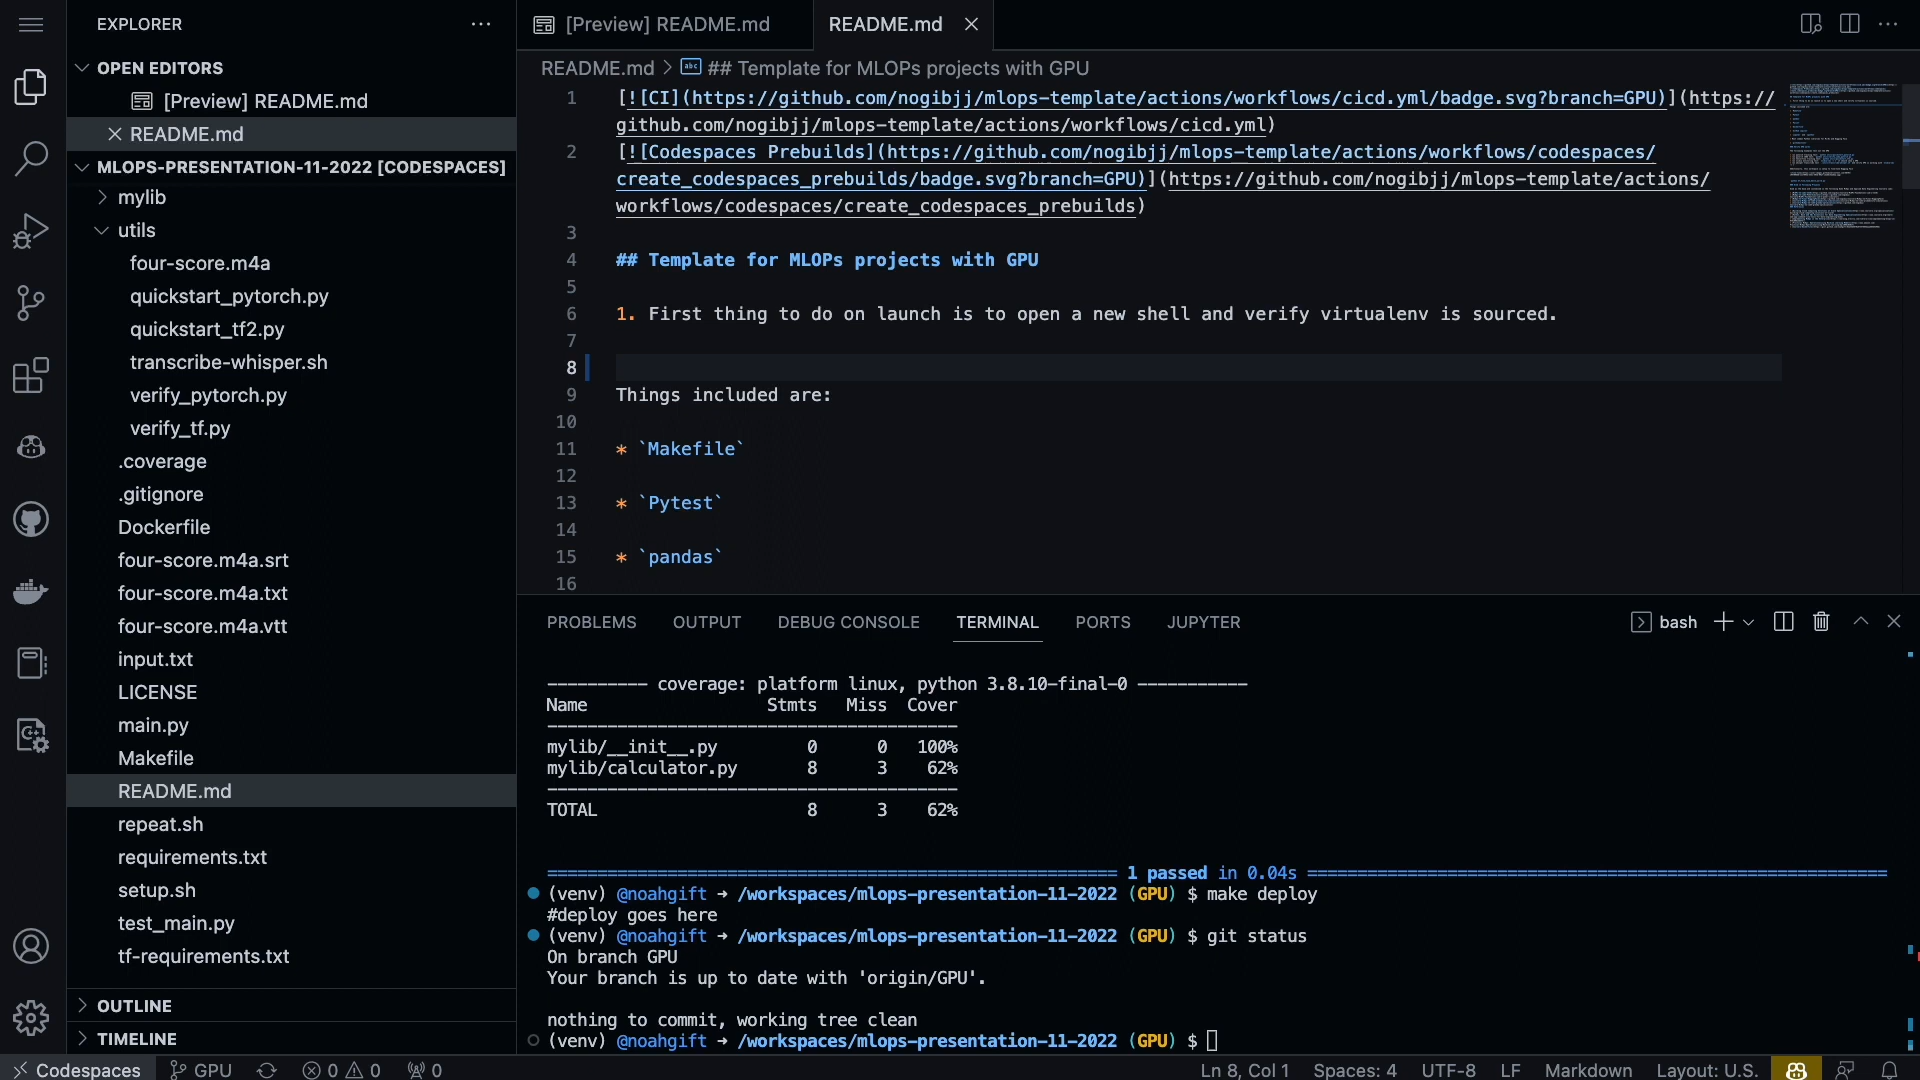 EXPLORER
OPEN EDITORS
[Preview] README.md
README.md
MLOPS-PRESENTATION-11-2022 [CODESPACES]
mylib
utils
four-score.m4a
quickstart_pytorch.py
quickstart_tf2.py
transcribe-whisper.sh
verify_pytorch.py
verify_tf.py
.coverage
.gitignore
Dockerfile
four-score.m4a.srt
four-score.m4a.txt
four-score.m4a.vtt
input.txt
LICENSE
main.py
Makefile
README.md
repeat.sh
requirements.txt
setup.sh
test_main.py
tf-requirements.txt
OUTLINE
TIMELINE
[Preview] README.md
README.md
README.md > ## Template for MLOPs projects with GPU
1 [![CI](https://github.com/nogibjj/mlops-template/actions/workflows/cicd.yml/badge.svg?branch=GPU)](https://
github.com/nogibjj/mlops-template/actions/workflows/cicd.yml)
2 [![Codespaces Prebuilds](https://github.com/nogibjj/mlops-template/actions/workflows/codespaces/
create_codespaces_prebuilds/badge.svg?branch=GPU)](https://github.com/nogibjj/mlops-template/actions/
workflows/codespaces/create_codespaces_prebuilds)
3
4 ## Template for MLOPs projects with GPU
5
6 1. First thing to do on launch is to open a new shell and verify virtualenv is sourced.
7
8
9 Things included are:
10
11 * `Makefile`
12
13 * `Pytest`
14
15 * `pandas`
16
PROBLEMS OUTPUT DEBUG CONSOLE TERMINAL PORTS JUPYTER
bash
---------- coverage: platform linux, python 3.8.10-final-0 -----------
Name Stmts Miss Cover
-----------------------------------------
mylib/__init__.py 0 0 100%
mylib/calculator.py 8 3 62%
-----------------------------------------
TOTAL 8 3 62%
========================================================= 1 passed in 0.04s ==========================================================
(venv) @noahgift ➜ /workspaces/mlops-presentation-11-2022 (GPU) $ make deploy
#deploy goes here
(venv) @noahgift ➜ /workspaces/mlops-presentation-11-2022 (GPU) $ git status
On branch GPU
Your branch is up to date with 'origin/GPU'.
nothing to commit, working tree clean
(venv) @noahgift ➜ /workspaces/mlops-presentation-11-2022 (GPU) $
Codespaces GPU 0 0 0 Ln 8, Col 1 Spaces: 4 UTF-8 LF Markdown Layout: U.S.